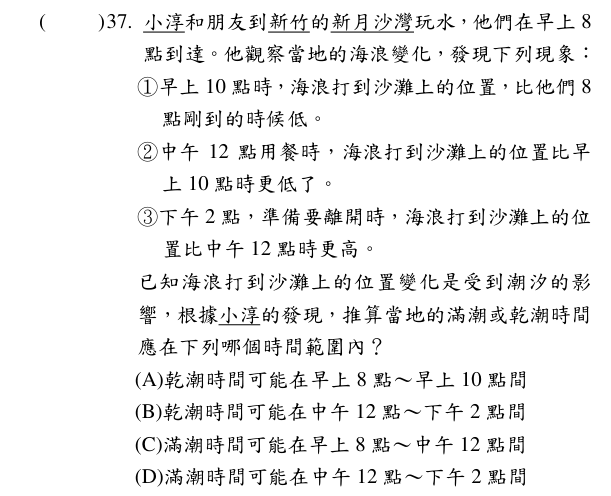 (　　)37. 小淳和朋友到新竹的新月沙灣玩水，他們在早上 8
點到達。他觀察當地的海浪變化，發現下列現象：
①早上 10 點時，海浪打到沙灘上的位置，比他們 8
點剛到的時候低。
②中午 12 點用餐時，海浪打到沙灘上的位置比早
上 10 點時更低了。
③下午 2 點，準備要離開時，海浪打到沙灘上的位
置比中午 12 點時更高。
已知海浪打到沙灘上的位置變化是受到潮汐的影
響，根據小淳的發現，推算當地的滿潮或乾潮時間
應在下列哪個時間範圍內？
(A)乾潮時間可能在早上 8 點～早上 10 點間
(B)乾潮時間可能在中午 12 點～下午 2 點間
(C)滿潮時間可能在早上 8 點～中午 12 點間
(D)滿潮時間可能在中午 12 點～下午 2 點間